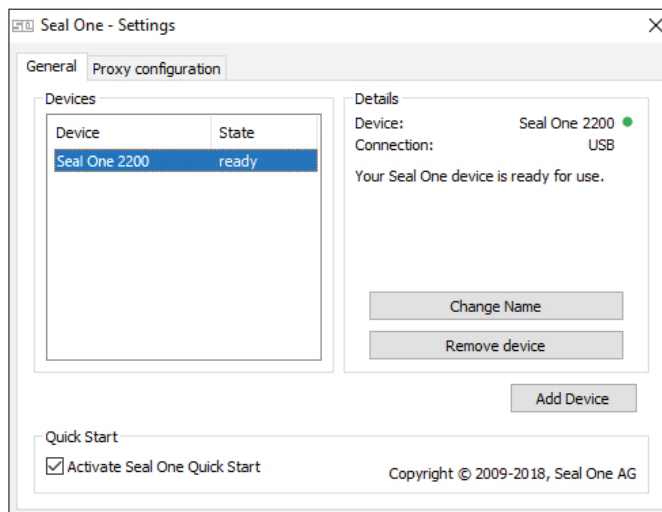 Seal One - Settings
General
Proxy configuration
Devices
Device State
Seal One 2200 ready
Details
Device: Seal One 2200
Connection: USB
Your Seal One device is ready for use.
Change Name
Remove device
Add Device
Quick Start
Activate Seal One Quick Start
Copyright © 2009-2018, Seal One AG